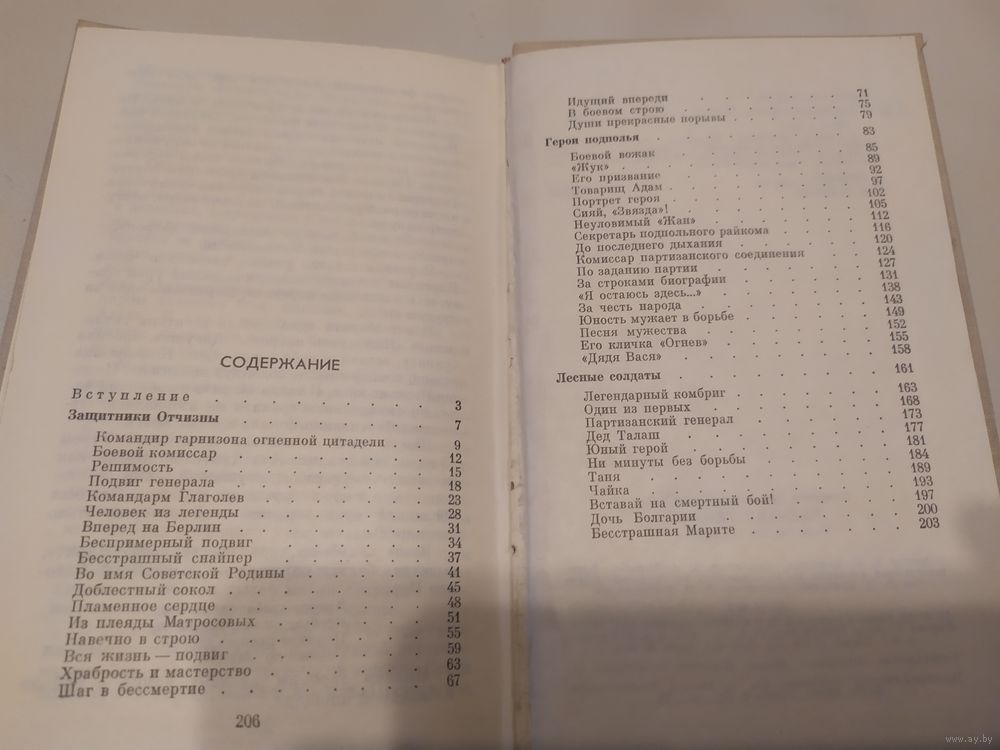 СОДЕРЖАНИЕ
Вступление . . . . . . . . 3
Защитники Отчизны . . . . . . . 7
Командир гарнизона огненной цитадели . . 9
Боевой комиссар . . . . . . . 12
Решимость . . . . . . . 15
Подвиг генерала . . . . . . . 18
Командарм Глаголев . . . . . . 23
Человек из легенды . . . . . . 28
Вперед на Берлин . . . . . . . 31
Беспримерный подвиг . . . . . 34
Бесстрашный снайпер . . . . . . 37
Во имя Советской Родины . . . . . 41
Доблестный сокол . . . . . . . 45
Пламенное сердце . . . . . . . 48
Из плеяды Матросовых . . . . . . 51
Навечно в строю . . . . . . . 55
Вся жизнь — подвиг . . . . . . 59
Храбрость и мастерство . . . . . . 63
Шаг в бессмертие . . . . . . . 67
206
Идущий впереди . . . . . . 71
В боевом строю . . . . . . 75
Души прекрасные порывы . . . . . 79
Герои подполья . . . . . . . . 83
Боевой вожак . . . . . . . 85
«Жук» . . . . . . . . 89
Его призвание . . . . . . . 92
Товарищ Адам . . . . . . . 97
Портрет героя . . . . . . . 102
Сияй, «Звязда»! . . . . . . . 105
Неуловимый «Жан» . . . . . . 112
Секретарь подпольного райкома . . . . 116
До последнего дыхания . . . . . 120
Комиссар партизанского соединения . . . 124
По заданию партии . . . . . . 127
За строками биографии . . . . . 131
«Я остаюсь здесь...» . . . . . . 138
За честь народа . . . . . . . 143
Юность мужает в борьбе . . . . . 149
Песня мужества . . . . . . 152
Его кличка «Огнев» . . . . . . 155
«Дядя Вася» . . . . . . . 158
Лесные солдаты . . . . . . . . 161
Легендарный комбриг . . . . . . 163
Один из первых . . . . . . 168
Партизанский генерал . . . . . . 173
Дед Талаш . . . . . . . 177
Юный герой . . . . . . . 181
Ни минуты без борьбы . . . . . 184
Таня . . . . . . . . 189
Чайка . . . . . . . . 193
Вставай на смертный бой! . . . . . 197
Дочь Болгарии . . . . . . . 200
Бесстрашная Марите . . . . . . 203
www.ay.by